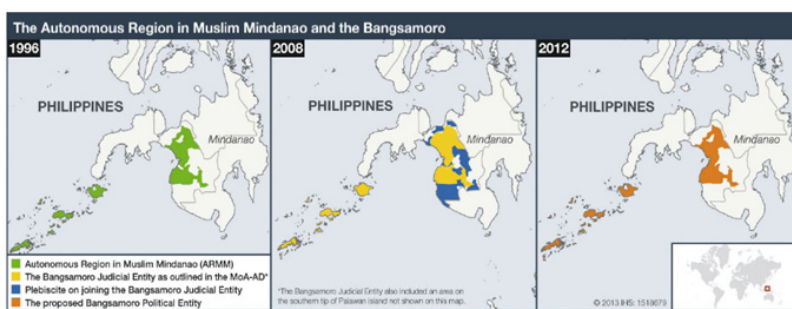 The Autonomous Region in Muslim Mindanao and the Bangsamoro
1996
PHILIPPINES
Mindanao
Autonomous Region in Muslim Mindanao (ARMM)
The Bangsamoro Judicial Entity as outlined in the MoA-AD*
Plebiscite on joining the Bangsamoro Judicial Entity
The proposed Bangsamoro Political Entity
2008
PHILIPPINES
Mindanao
*The Bangsamoro Judicial Entity also included an area on
the southern tip of Palawan Island not shown on this map.
2012
PHILIPPINES
Mindanao
© 2013 IHS: 1519879